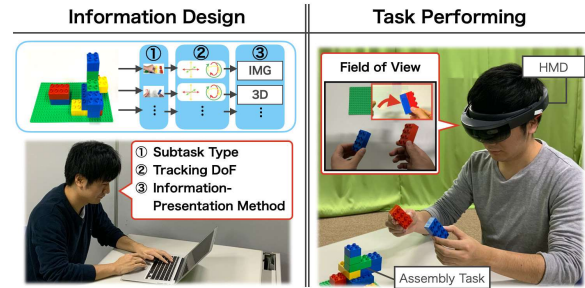 Information Design
Task Performing
① ② ③
IMG
3D
① Subtask Type
② Tracking DoF
③ Information-
Presentation Method
Field of View
HMD
Assembly Task